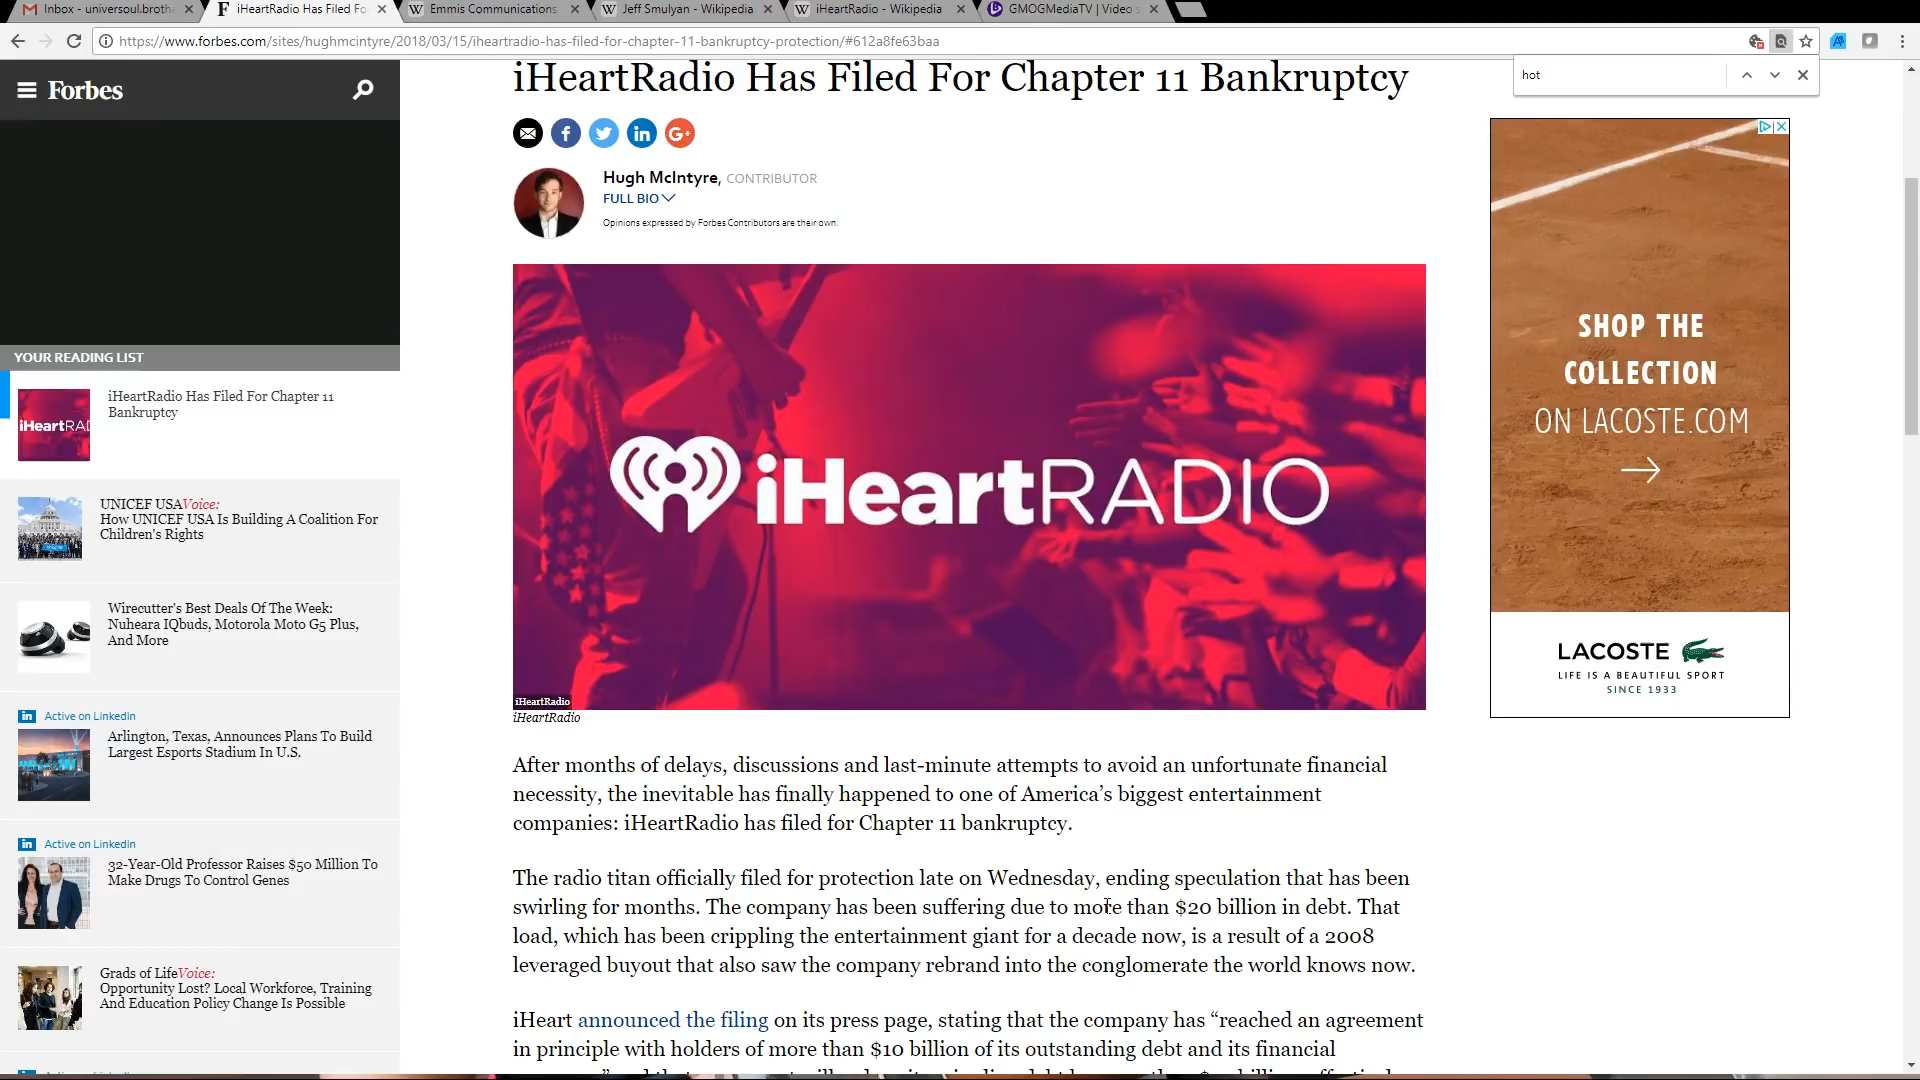 Inbox - universoul.broth
iHeartRadio Has Filed Fo
Emmis Communications
Jeff Smulyan - Wikipedia
iHeartRadio - Wikipedia
GMOGMediaTV | Video s
https://www.forbes.com/sites/hughmcintyre/2018/03/15/iheartradio-has-filed-for-chapter-11-bankruptcy-protection/#612a8fe63baa
hot
Forbes
YOUR READING LIST
iHeartRadio Has Filed For Chapter 11
Bankruptcy
iHeartRAD
UNICEF USAVoice:
How UNICEF USA Is Building A Coalition For
Children's Rights
Wirecutter's Best Deals Of The Week:
Nuheara IQbuds, Motorola Moto G5 Plus,
And More
in Active on LinkedIn
Arlington, Texas, Announces Plans To Build
Largest Esports Stadium In U.S.
in Active on LinkedIn
32-Year-Old Professor Raises $50 Million To
Make Drugs To Control Genes
Grads of LifeVoice:
Opportunity Lost? Local Workforce, Training
And Education Policy Change Is Possible
iHeartRadio Has Filed For Chapter 11 Bankruptcy
Hugh McIntyre, CONTRIBUTOR
FULL BIO
Opinions expressed by Forbes Contributors are their own.
iHeartRADIO
iHeartRadio
iHeartRadio
After months of delays, discussions and last-minute attempts to avoid an unfortunate financial
necessity, the inevitable has finally happened to one of America’s biggest entertainment
companies: iHeartRadio has filed for Chapter 11 bankruptcy.
The radio titan officially filed for protection late on Wednesday, ending speculation that has been
swirling for months. The company has been suffering due to more than $20 billion in debt. That
load, which has been crippling the entertainment giant for a decade now, is a result of a 2008
leveraged buyout that also saw the company rebrand into the conglomerate the world knows now.
iHeart announced the filing on its press page, stating that the company has “reached an agreement
in principle with holders of more than $10 billion of its outstanding debt and its financial
SHOP THE
COLLECTION
ON LACOSTE.COM
LACOSTE
LIFE IS A BEAUTIFUL SPORT
SINCE 1933